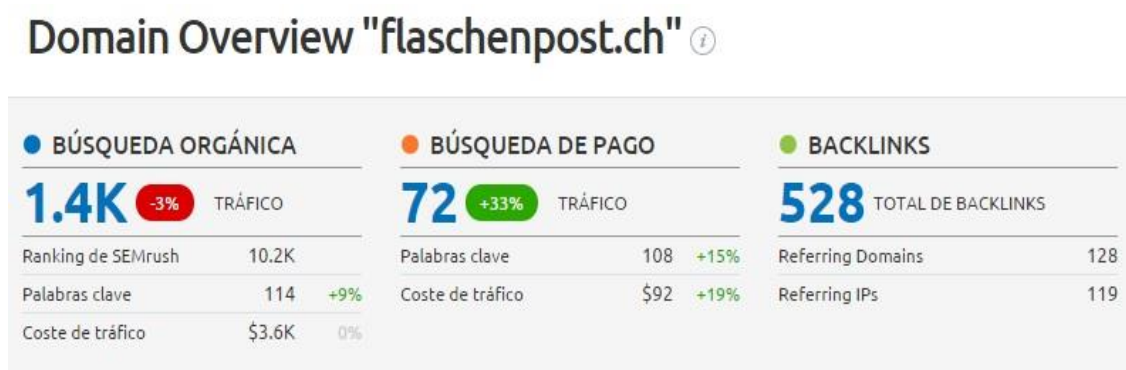 Domain Overview "flaschenpost.ch" i
BÚSQUEDA ORGÁNICA
1.4K -3% TRÁFICO
Ranking de SEMrush 10.2K
Palabras clave 114 +9%
Coste de tráfico $3.6K 0%
BÚSQUEDA DE PAGO
72 +33% TRÁFICO
Palabras clave 108 +15%
Coste de tráfico $92 +19%
BACKLINKS
528 TOTAL DE BACKLINKS
Referring Domains 128
Referring IPs 119